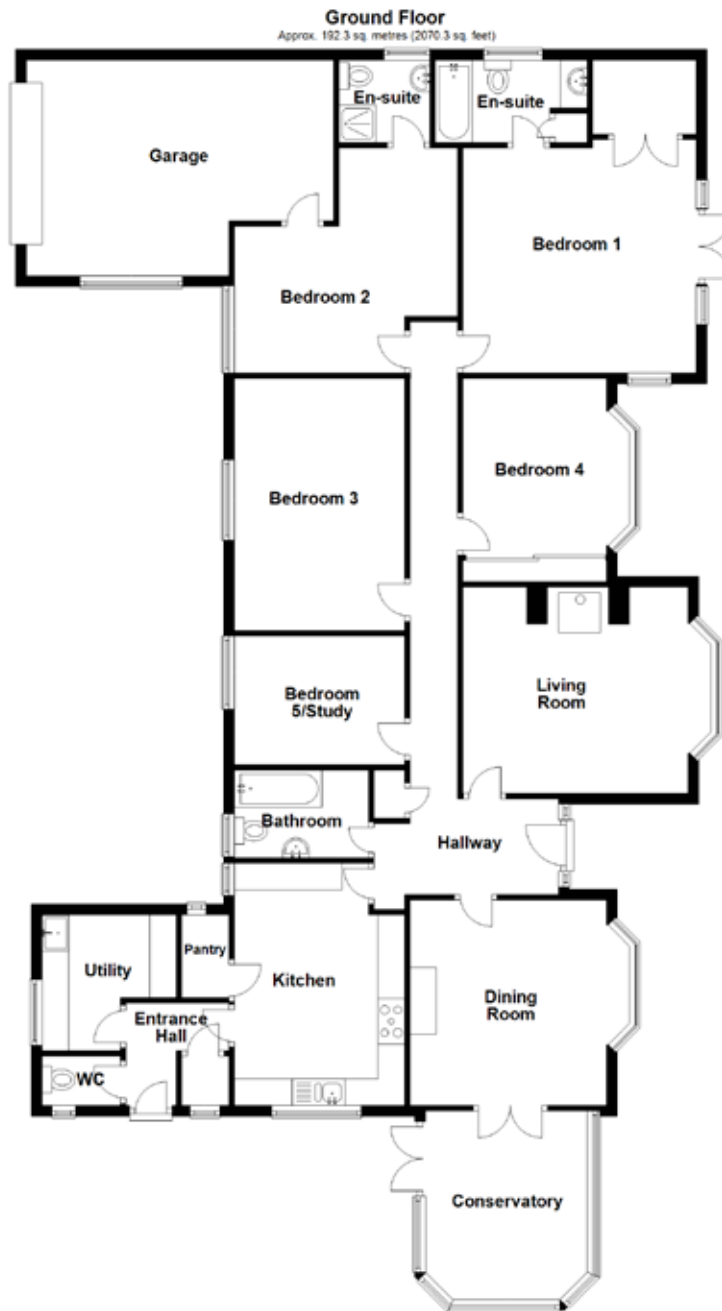 Ground Floor
Approx. 192.3 sq. metres (2070.3 sq. feet)
En-suite
En-suite
Garage
Bedroom 1
Bedroom 2
Bedroom 4
Bedroom 3
Living
Room
Bedroom
5/Study
Bathroom
Hallway
Pantry
Utility
Kitchen
Dining
Room
Entrance
Hall
WC
Conservatory